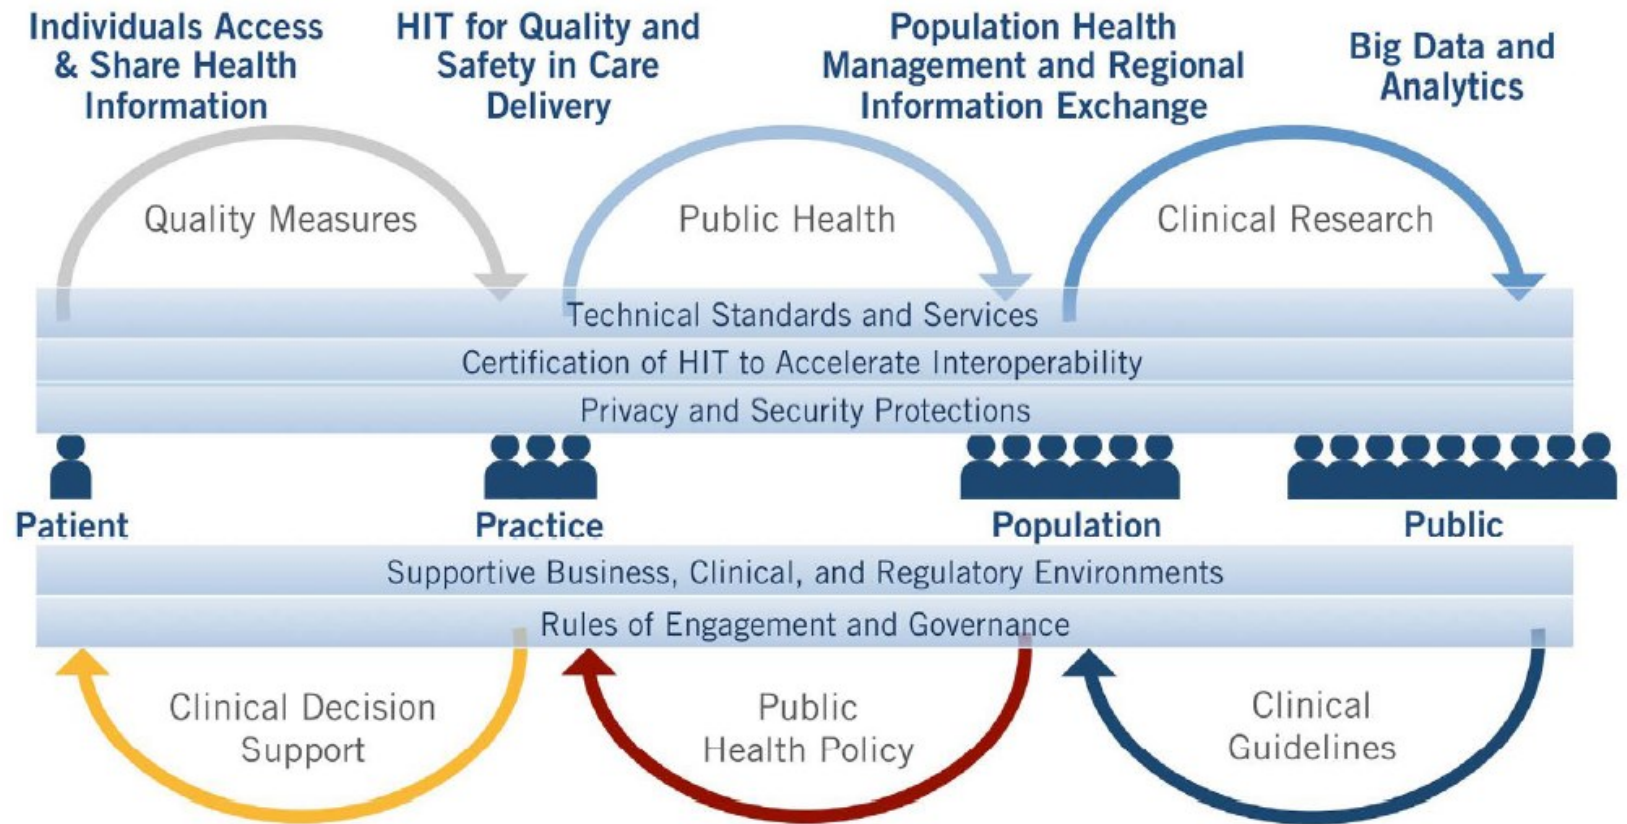 Individuals Access
& Share Health
Information
HIT for Quality and
Safety in Care
Delivery
Population Health
Management and Regional
Information Exchange
Big Data and
Analytics
Quality Measures
Public Health
Clinical Research
Technical Standards and Services
Certification of HIT to Accelerate Interoperability
Privacy and Security Protections
Patient
Practice
Population
Public
Supportive Business, Clinical, and Regulatory Environments
Rules of Engagement and Governance
Clinical Decision
Support
Public
Health Policy
Clinical
Guidelines